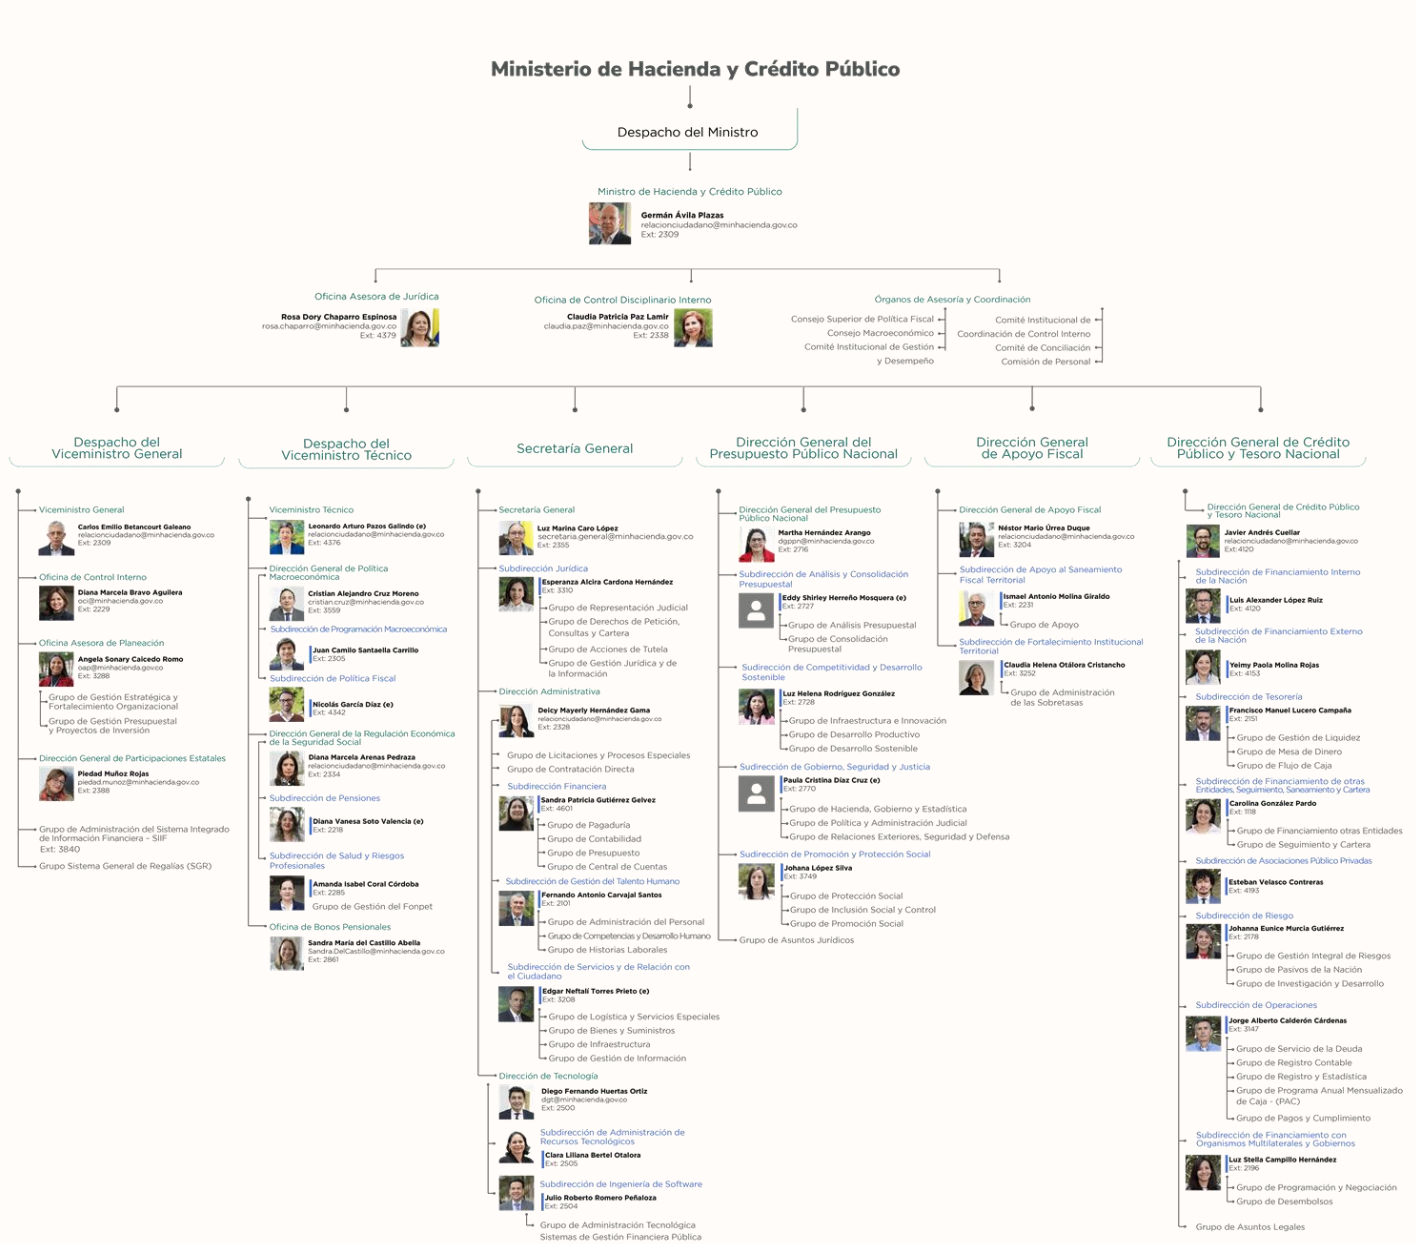 Ministerio de Hacienda y Crédito Público
Despacho del Ministro
Ministro de Hacienda y Crédito Público
Germán Ávila Plazas
relacionciudadano@minhacienda.gov.co
Ext: 2309
Oficina Asesora de Jurídica
Rosa Dory Chaparro Espinosa
rosa.chaparro@minhacienda.gov.co
Ext: 4379
Oficina de Control Disciplinario Interno
Claudia Patricia Paz Lamir
claudia.paz@minhacienda.gov.co
Ext: 2338
Órganos de Asesoría y Coordinación
Consejo Superior de Política Fiscal
Consejo Macroeconómico
Comité Institucional de Gestión
y Desempeño
Comité Institucional de
Coordinación de Control Interno
Comité de Conciliación
Comisión de Personal
Despacho del
Viceministro General
Viceministro General
Carlos Emilio Betancourt Galeano
relacionciudadano@minhacienda.gov.co
Ext: 2309
Oficina de Control Interno
Diana Marcela Bravo Aguilera
oci@minhacienda.gov.co
Ext: 2229
Oficina Asesora de Planeación
Angela Sonary Caicedo Romo
oap@minhacienda.gov.co
Ext: 3288
Grupo de Gestión Estratégica y
Fortalecimiento Organizacional
Grupo de Gestión Presupuestal
y Proyectos de Inversión
Dirección General de Participaciones Estatales
Piedad Muñoz Rojas
piedad.munoz@minhacienda.gov.co
Ext: 2388
Grupo de Administración del Sistema Integrado
de Información Financiera – SIIF
Ext: 3840
Grupo Sistema General de Regalías (SGR)
Despacho del
Viceministro Técnico
Viceministro Técnico
Leonardo Arturo Pazos Galindo (e)
relacionciudadano@minhacienda.gov.co
Ext: 4376
Dirección General de Política
Macroeconómica
Cristian Alejandro Cruz Moreno
cristian.cruz@minhacienda.gov.co
Ext: 3559
Subdirección de Programación Macroeconómica
Juan Camilo Santaella Carrillo
Ext: 2305
Subdirección de Política Fiscal
Nicolás García Díaz (e)
Ext: 4342
Dirección General de la Regulación Económica
de la Seguridad Social
Diana Marcela Arenas Pedraza
relacionciudadano@minhacienda.gov.co
Ext: 2334
Subdirección de Pensiones
Diana Vanesa Soto Valencia (e)
Ext: 2218
Subdirección de Salud y Riesgos
Profesionales
Amanda Isabel Coral Córdoba
Ext: 2285
Grupo de Gestión del Fonpet
Oficina de Bonos Pensionales
Sandra María del Castillo Abella
Sandra.DelCastillo@minhacienda.gov.co
Ext: 2861
Secretaría General
Secretaría General
Luz Marina Caro López
secretaria.general@minhacienda.gov.co
Ext: 2355
Subdirección Jurídica
Esperanza Alcira Cardona Hernández
Ext: 3310
Grupo de Representación Judicial
Grupo de Derechos de Petición,
Consultas y Cartera
Grupo de Acciones de Tutela
Grupo de Gestión Jurídica y de
la Información
Dirección Administrativa
Deicy Mayerly Hernández Gama
relacionciudadano@minhacienda.gov.co
Ext: 2328
Grupo de Licitaciones y Procesos Especiales
Grupo de Contratación Directa
Subdirección Financiera
Sandra Patricia Gutiérrez Gelvez
Ext: 4601
Grupo de Pagaduría
Grupo de Contabilidad
Grupo de Presupuesto
Grupo de Central de Cuentas
Subdirección de Gestión del Talento Humano
Fernando Antonio Carvajal Santos
Ext: 2101
Grupo de Administración del Personal
Grupo de Competencias y Desarrollo Humano
Grupo de Historias Laborales
Subdirección de Servicios y de Relación con
el Ciudadano
Edgar Neftalí Torres Prieto (e)
Ext: 3208
Grupo de Logística y Servicios Especiales
Grupo de Bienes y Suministros
Grupo de Infraestructura
Grupo de Gestión de Información
Dirección de Tecnología
Diego Fernando Huertas Ortiz
dgt@minhacienda.gov.co
Ext: 2500
Subdirección de Administración de
Recursos Tecnológicos
Clara Liliana Bertel Otalora
Ext: 2505
Subdirección de Ingeniería de Software
Julio Roberto Romero Peñaloza
Ext: 2504
Grupo de Administración Tecnológica
Sistemas de Gestión Financiera Pública
Dirección General del
Presupuesto Público Nacional
Dirección General del Presupuesto
Público Nacional
Martha Hernández Arango
dgppn@minhacienda.gov.co
Ext: 2716
Subdirección de Análisis y Consolidación
Presupuestal
Eddy Shirley Herreño Mosquera (e)
Ext: 2727
Grupo de Análisis Presupuestal
Grupo de Consolidación
Presupuestal
Sudirección de Competitividad y Desarrollo
Sostenible
Luz Helena Rodríguez González
Ext: 2728
Grupo de Infraestructura e Innovación
Grupo de Desarrollo Productivo
Grupo de Desarrollo Sostenible
Sudirección de Gobierno, Seguridad y Justicia
Paula Cristina Díaz Cruz (e)
Ext: 2770
Grupo de Hacienda, Gobierno y Estadística
Grupo de Política y Administración Judicial
Grupo de Relaciones Exteriores, Seguridad y Defensa
Sudirección de Promoción y Protección Social
Johana López Silva
Ext: 3749
Grupo de Protección Social
Grupo de Inclusión Social y Control
Grupo de Promoción Social
Grupo de Asuntos Jurídicos
Dirección General
de Apoyo Fiscal
Dirección General de Apoyo Fiscal
Néstor Mario Úrrea Duque
relacionciudadano@minhacienda.gov.co
Ext: 3204
Subdirección de Apoyo al Saneamiento
Fiscal Territorial
Ismael Antonio Molina Giraldo
Ext: 2231
Grupo de Apoyo
Subdirección de Fortalecimiento Institucional
Territorial
Claudia Helena Otálora Cristancho
Ext: 3252
Grupo de Administración
de las Sobretasas
Dirección General de Crédito
Público y Tesoro Nacional
Dirección General de Crédito Público
y Tesoro Nacional
Javier Andrés Cuellar
relacionciudadano@minhacienda.gov.co
Ext:4120
Subdirección de Financiamiento Interno
de la Nación
Luis Alexander López Ruiz
Ext: 4120
Subdirección de Financiamiento Externo
de la Nación
Yeimy Paola Molina Rojas
Ext: 4153
Subdirección de Tesorería
Francisco Manuel Lucero Campaña
Ext: 2151
Grupo de Gestión de Liquidez
Grupo de Mesa de Dinero
Grupo de Flujo de Caja
Subdirección de Financiamiento de otras
Entidades, Seguimiento, Saneamiento y Cartera
Carolina González Pardo
Ext: 1118
Grupo de Financiamiento otras Entidades
Grupo de Seguimiento y Cartera
Subdirección de Asociaciones Público Privadas
Esteban Velasco Contreras
Ext: 4193
Subdirección de Riesgo
Johanna Eunice Murcia Gutiérrez
Ext: 2178
Grupo de Gestión Integral de Riesgos
Grupo de Pasivos de la Nación
Grupo de Investigación y Desarrollo
Subdirección de Operaciones
Jorge Alberto Calderón Cárdenas
Ext: 3147
Grupo de Servicio de la Deuda
Grupo de Registro Contable
Grupo de Registro y Estadística
Grupo de Programa Anual Mensualizado
de Caja - (PAC)
Grupo de Pagos y Cumplimiento
Subdirección de Financiamiento con
Organismos Multilaterales y Gobiernos
Luz Stella Campillo Hernández
Ext: 2196
Grupo de Programación y Negociación
Grupo de Desembolsos
Grupo de Asuntos Legales